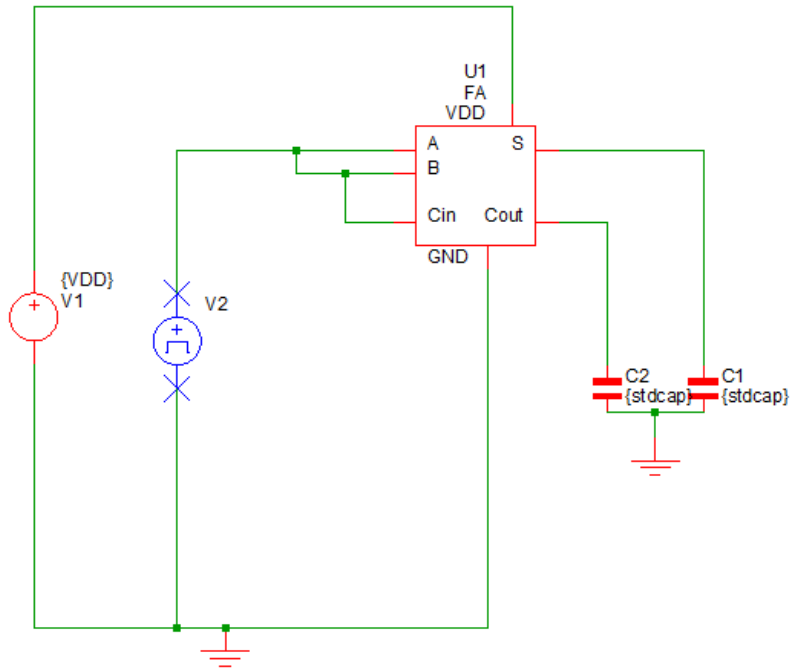 U1
FA
VDD
A
S
B
Cin
Cout
GND
{VDD}
V1
V2
C2
{stdcap}
C1
{stdcap}